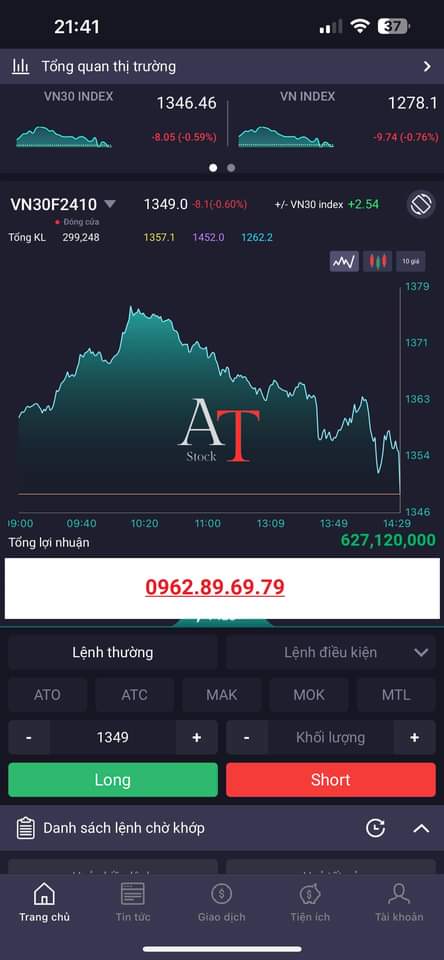 21:41
37
Tổng quan thị trường
VN30 INDEX
1346.46
-8.05 (-0.59%)
VN INDEX
1278.1
-9.74 (-0.76%)
VN30F2410
1349.0 -8.1(-0.60%)
+/- VN30 index +2.54
Đóng cửa
Tổng KL 299,248 1357.1 1452.0 1262.2
10 giá
1379
1371
1363
1354
1346
AT
Stock
09:00 09:40 10:20 11:00 13:09 13:49 14:29
Tổng lợi nhuận 627,120,000
0962.89.69.79
Lệnh thường Lệnh điều kiện
ATO ATC MAK MOK MTL
- 1349 + - Khối lượng +
Long Short
Danh sách lệnh chờ khớp
Trang chủ Tin tức Giao dịch Tiện ích Tài khoản